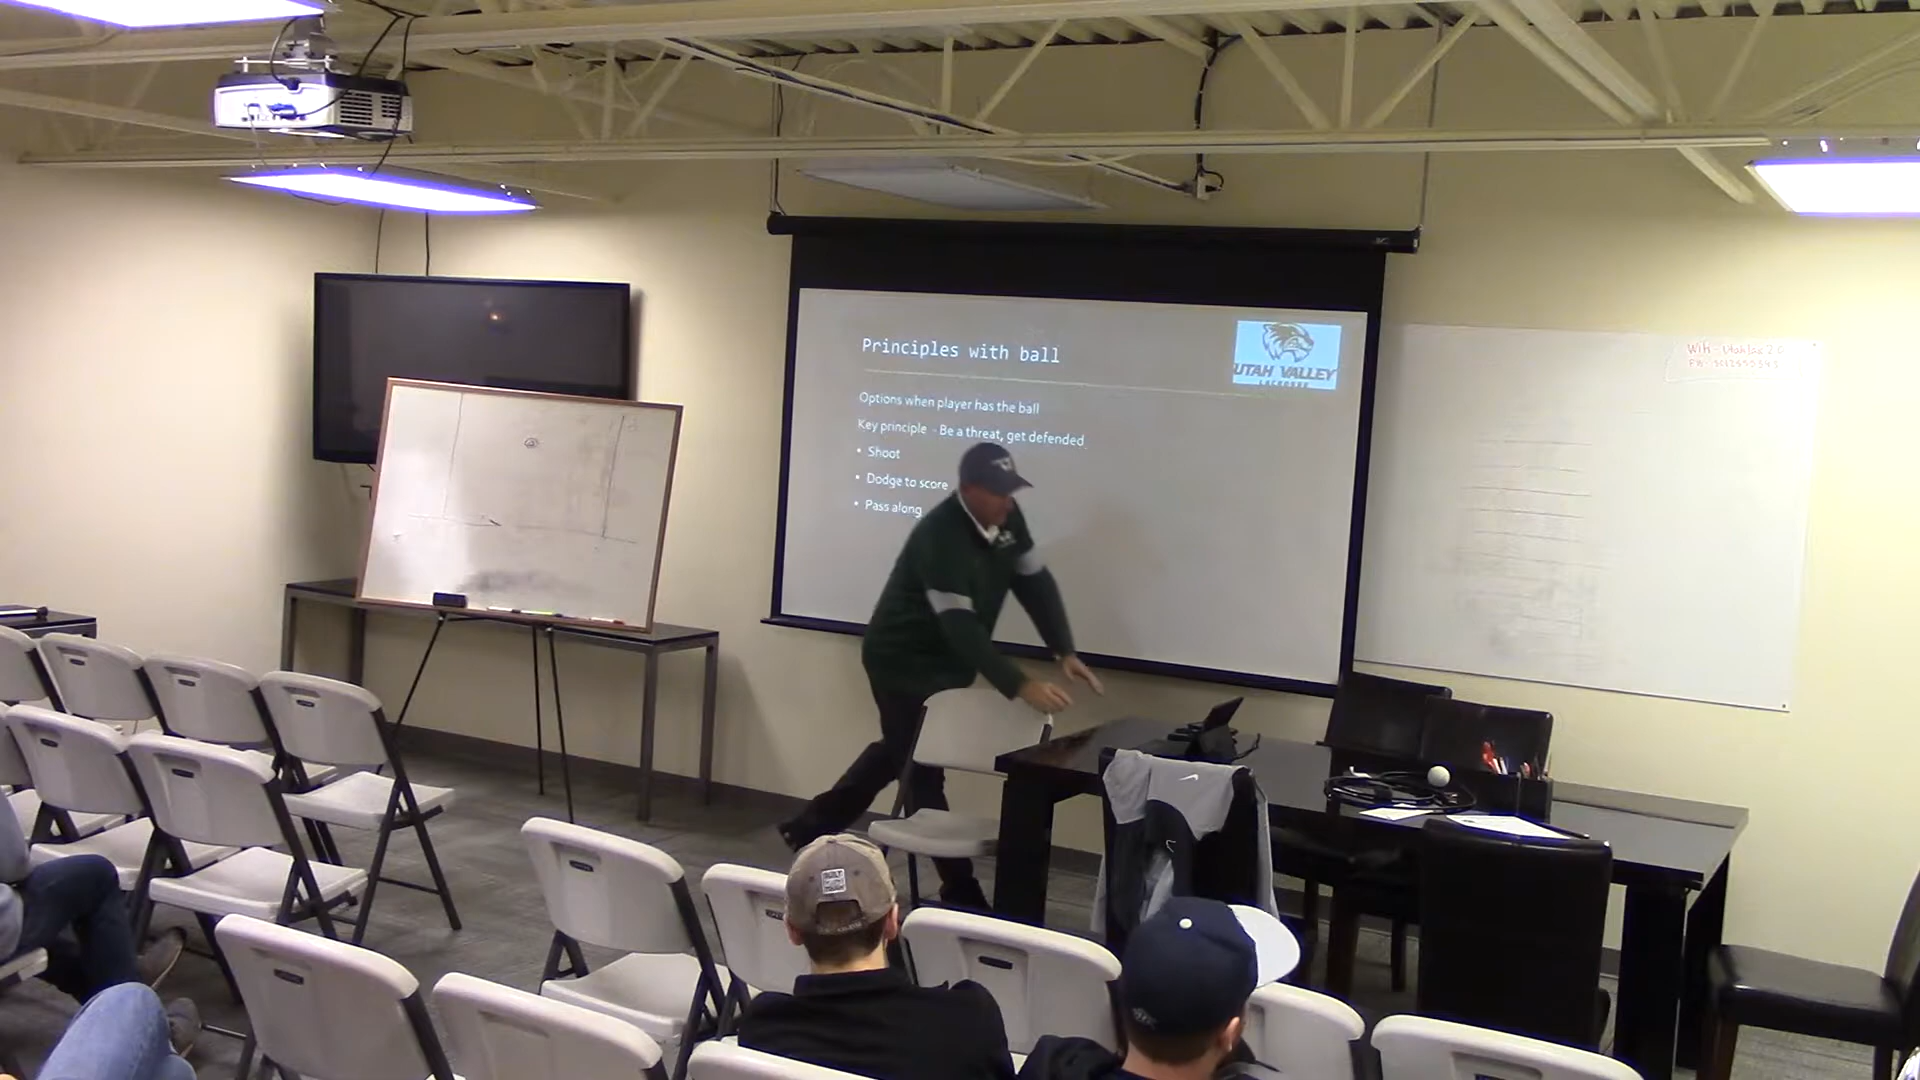 Principles with ball
UTAH VALLEY
LACROSSE
Options when player has the ball
Key principle - Be a threat, get defended
• Shoot
• Dodge to score
• Pass along